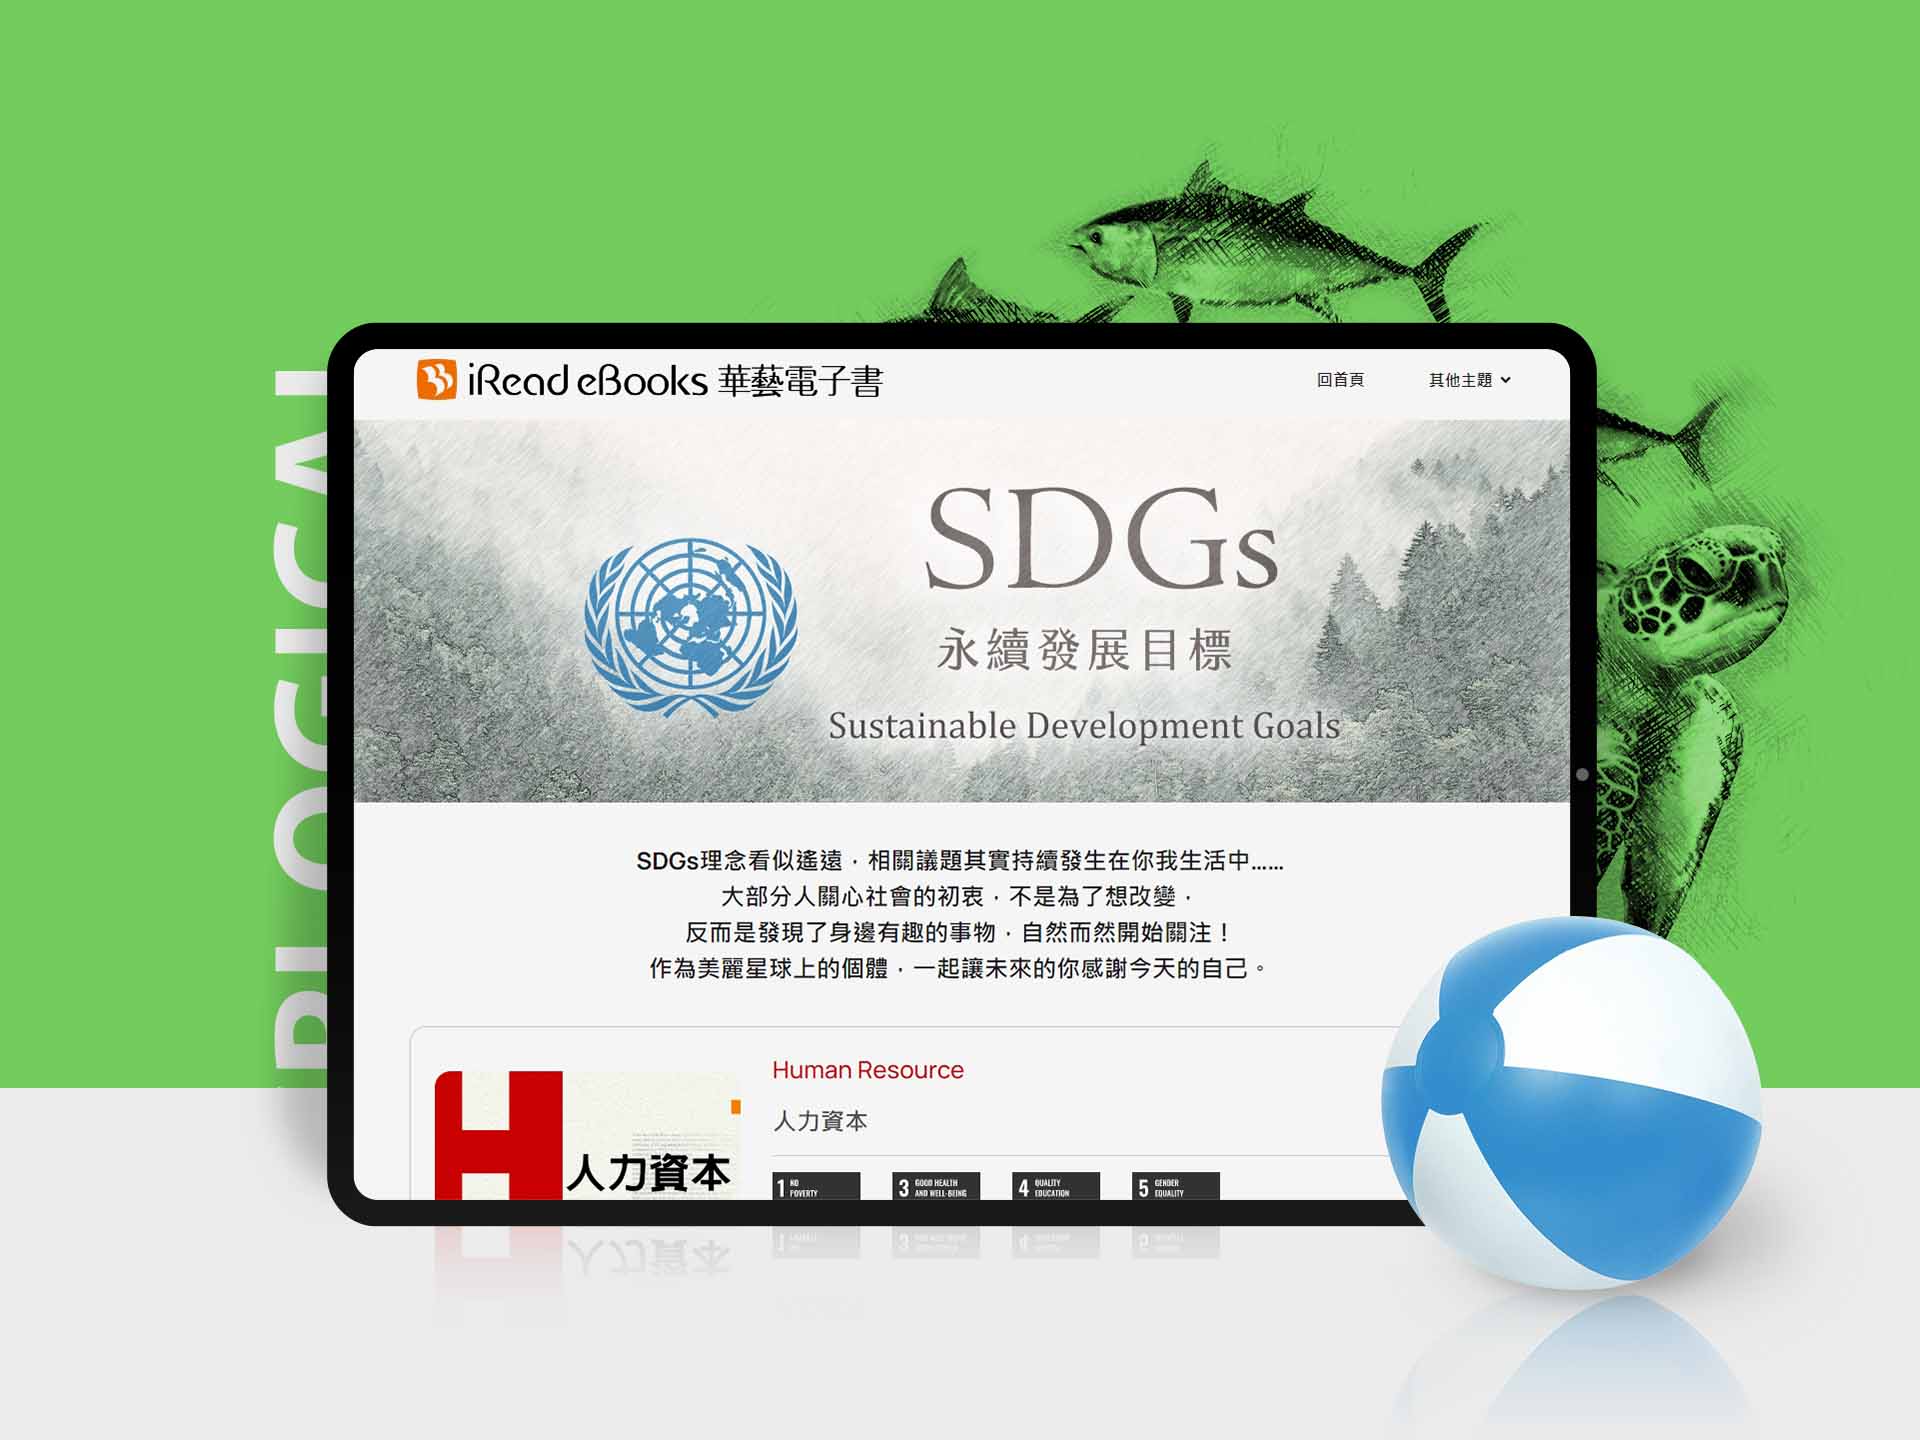 iRead eBooks 華藝電子書
回首頁
其他主題
SDGs
永續發展目標
Sustainable Development Goals
SDGs理念看似遙遠，相關議題其實持續發生在你我生活中......
大部分人關心社會的初衷，不是為了想改變，
反而是發現了身邊有趣的事物，自然而然開始關注！
作為美麗星球上的個體，一起讓未來的你感謝今天的自己。
H
人力資本
Human Resource
人力資本
1 NO POVERTY
3 GOOD HEALTH AND WELL-BEING
4 QUALITY EDUCATION
5 GENDER EQUALITY